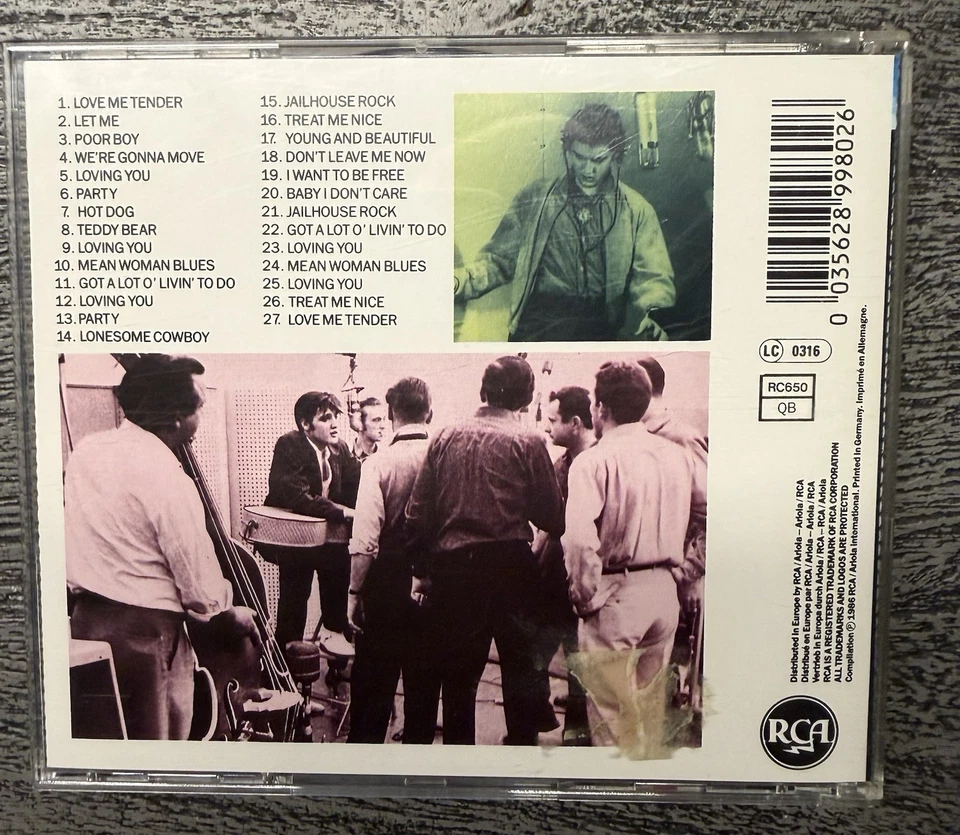 1. LOVE ME TENDER
2. LET ME
3. POOR BOY
4. WE'RE GONNA MOVE
5. LOVING YOU
6. PARTY
7. HOT DOG
8. TEDDY BEAR
9. LOVING YOU
10. MEAN WOMAN BLUES
11. GOT A LOT O' LIVIN' TO DO
12. LOVING YOU
13. PARTY
14. LONESOME COWBOY
15. JAILHOUSE ROCK
16. TREAT ME NICE
17. YOUNG AND BEAUTIFUL
18. DON'T LEAVE ME NOW
19. I WANT TO BE FREE
20. BABY I DON'T CARE
21. JAILHOUSE ROCK
22. GOT A LOT O' LIVIN' TO DO
23. LOVING YOU
24. MEAN WOMAN BLUES
25. LOVING YOU
26. TREAT ME NICE
27. LOVE ME TENDER
0 035628 998026
LC 0316
RC650
QB
Distributed in Europe by RCA / Ariola – Ariola / RCA
Distribué en Europe par RCA / Ariola – Ariola / RCA
Vertrieb in Europa durch Ariola / RCA – RCA / Ariola
RCA IS A REGISTERED TRADEMARK OF RCA CORPORATION
ALL TRADEMARKS AND LOGOS ARE PROTECTED
Compilation ℗ 1986 RCA / Ariola International. Printed in Germany. Imprimé en Allemagne.
RCA